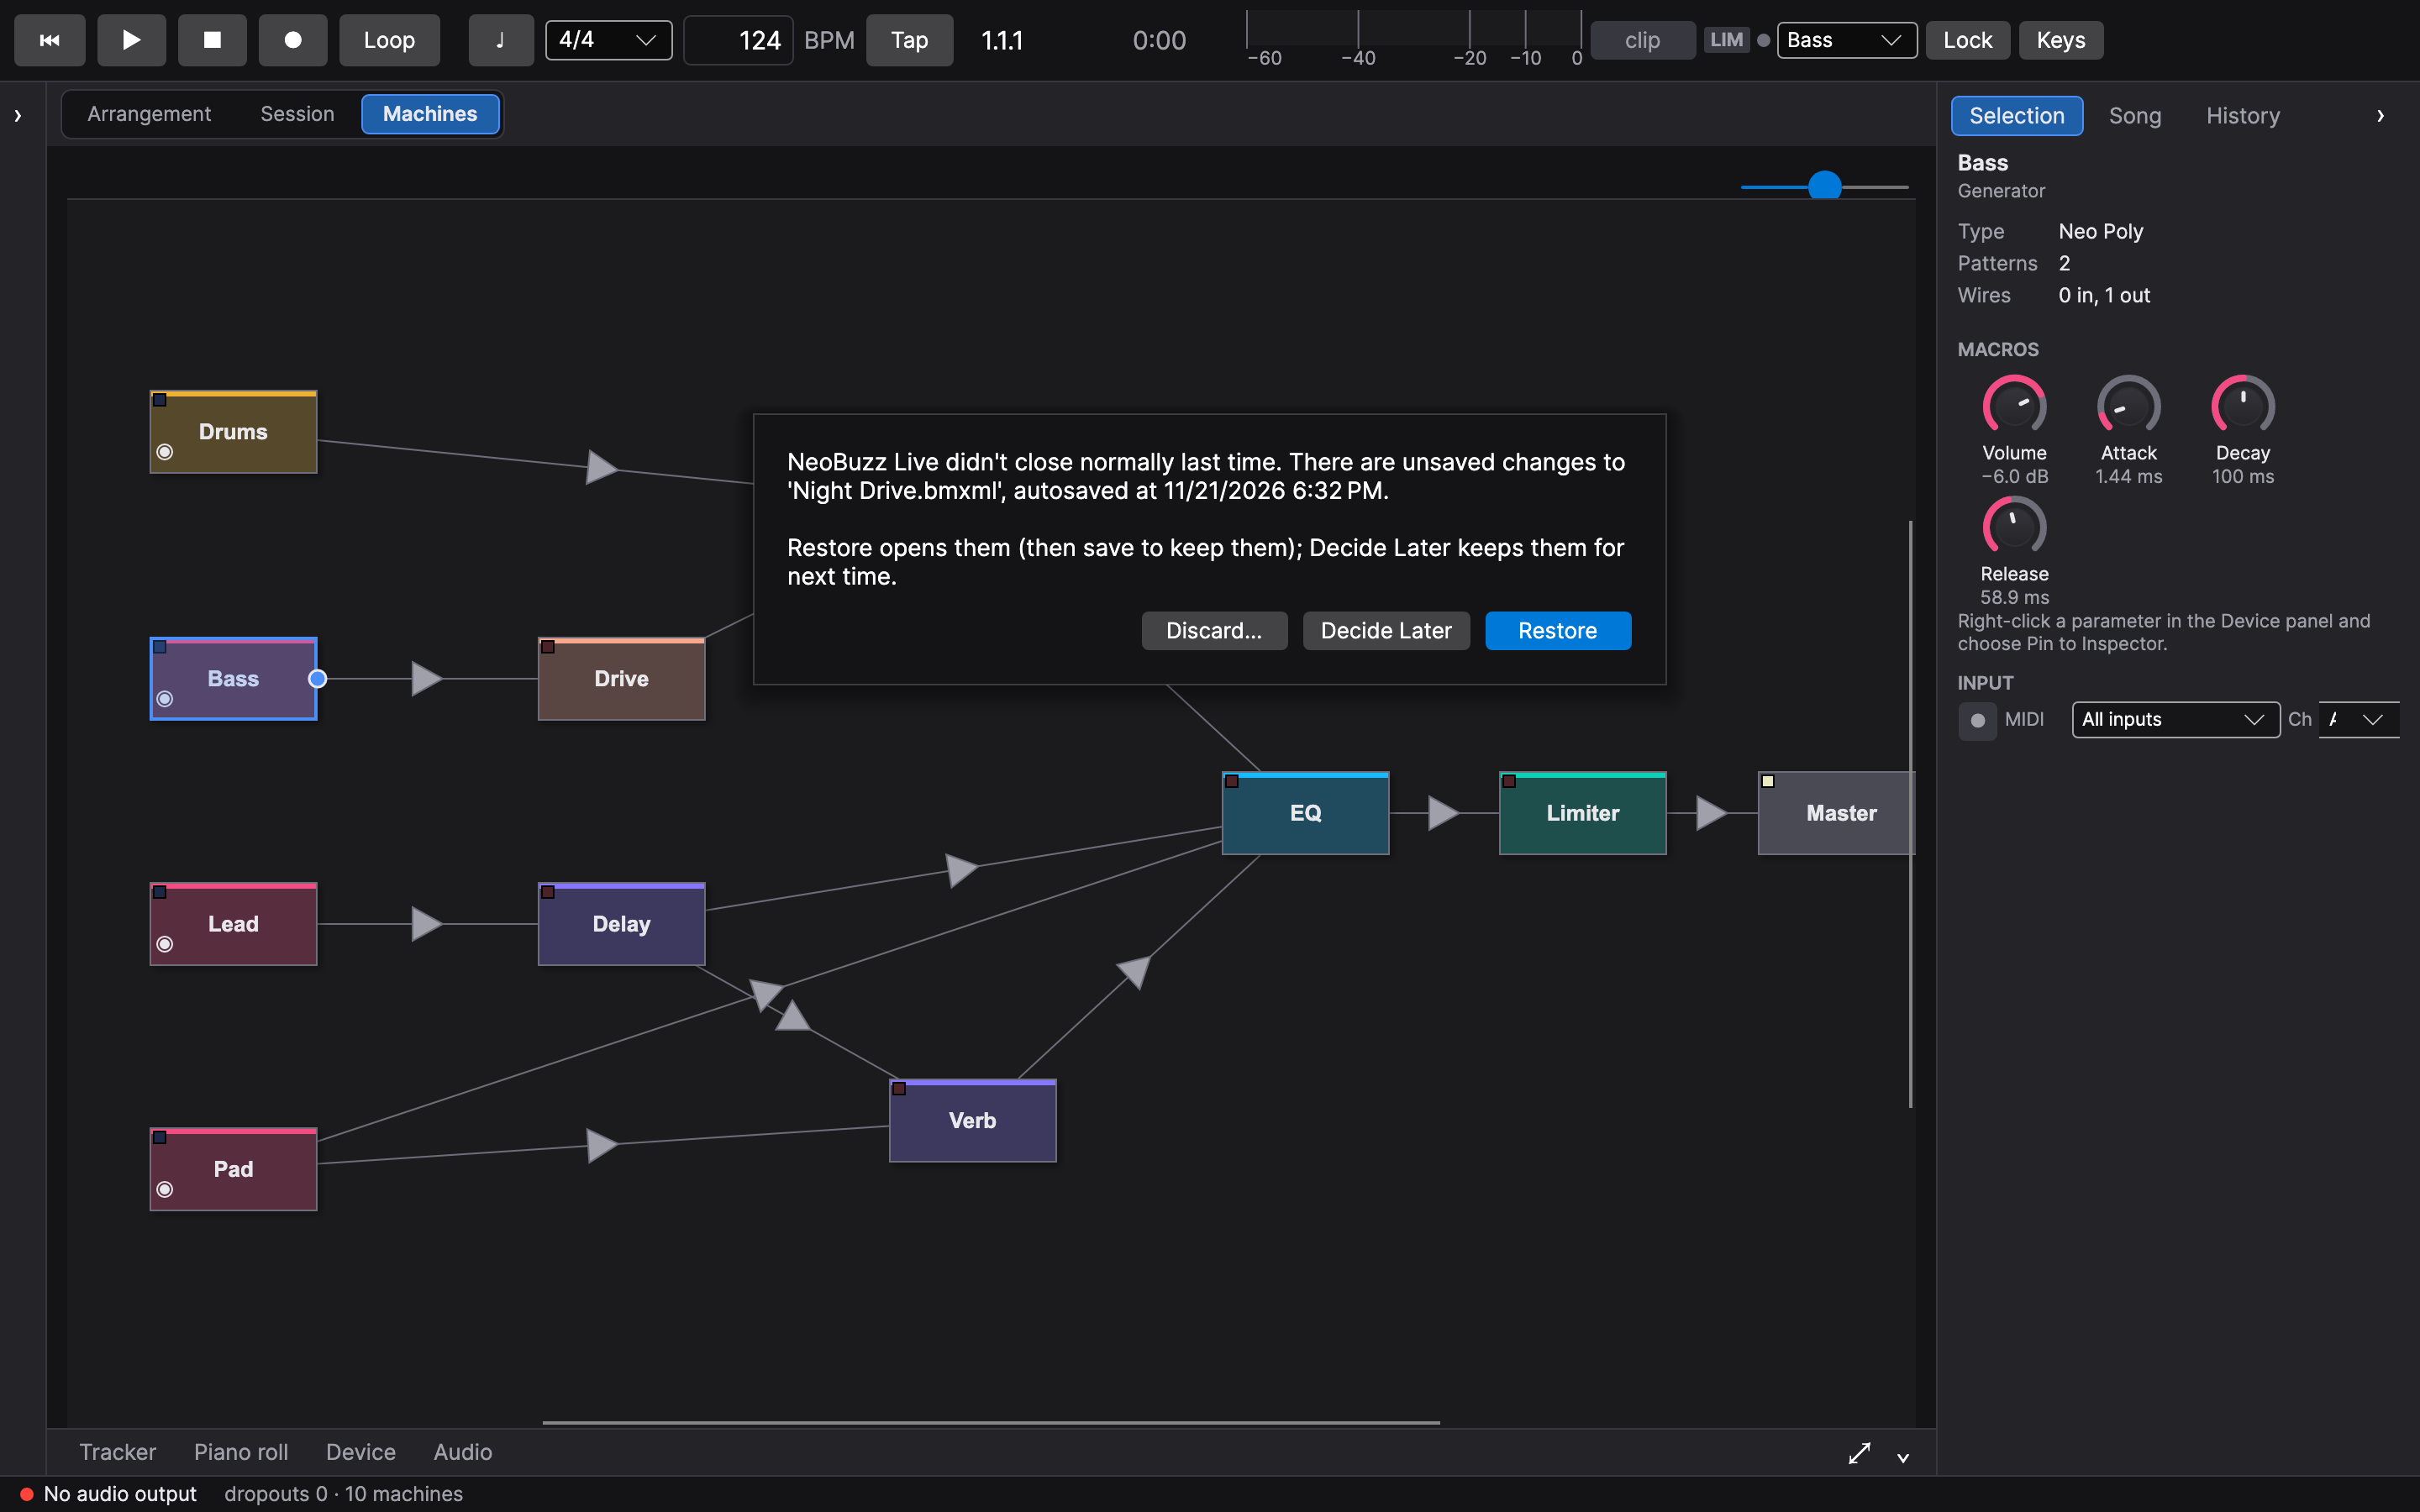 Loop
4/4
124 BPM
Tap
1.1.1
0:00
−60 −40 −20 −10 0
clip
LIM
Bass
Lock
Keys
Arrangement Session Machines
Selection Song History
Bass
Generator
Type Neo Poly
Patterns 2
Wires 0 in, 1 out
MACROS
Volume Attack Decay
−6.0 dB 1.44 ms 100 ms
Release
58.9 ms
Right-click a parameter in the Device panel and
choose Pin to Inspector.
INPUT
MIDI All inputs Ch
Drums
NeoBuzz Live didn't close normally last time. There are unsaved changes to
'Night Drive.bmxml', autosaved at 11/21/2026 6:32 PM.
Restore opens them (then save to keep them); Decide Later keeps them for
next time.
Discard... Decide Later Restore
Bass Drive
EQ Limiter Master
Lead Delay
Verb
Pad
Tracker Piano roll Device Audio
No audio output dropouts 0 · 10 machines